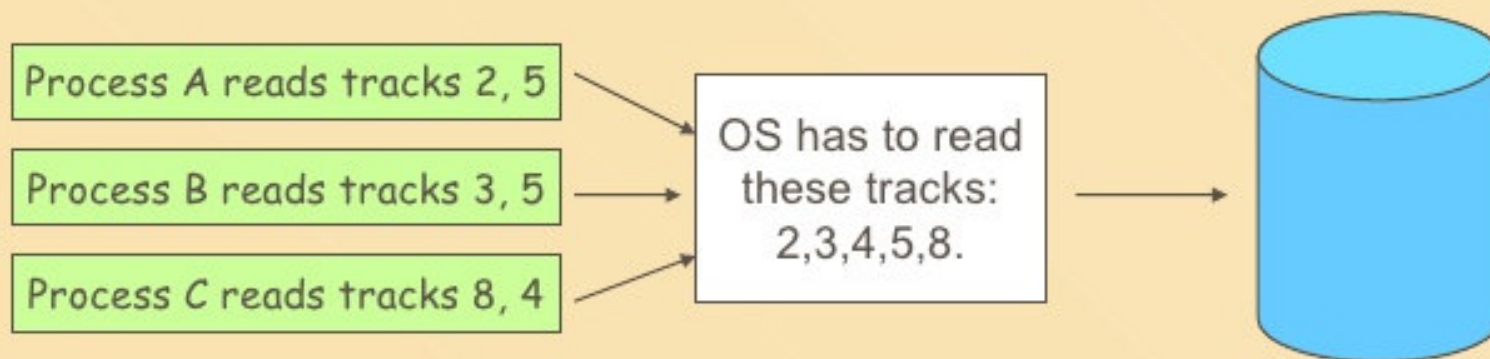 Process A reads tracks 2, 5
Process B reads tracks 3, 5
Process C reads tracks 8, 4
OS has to read
these tracks:
2,3,4,5,8.